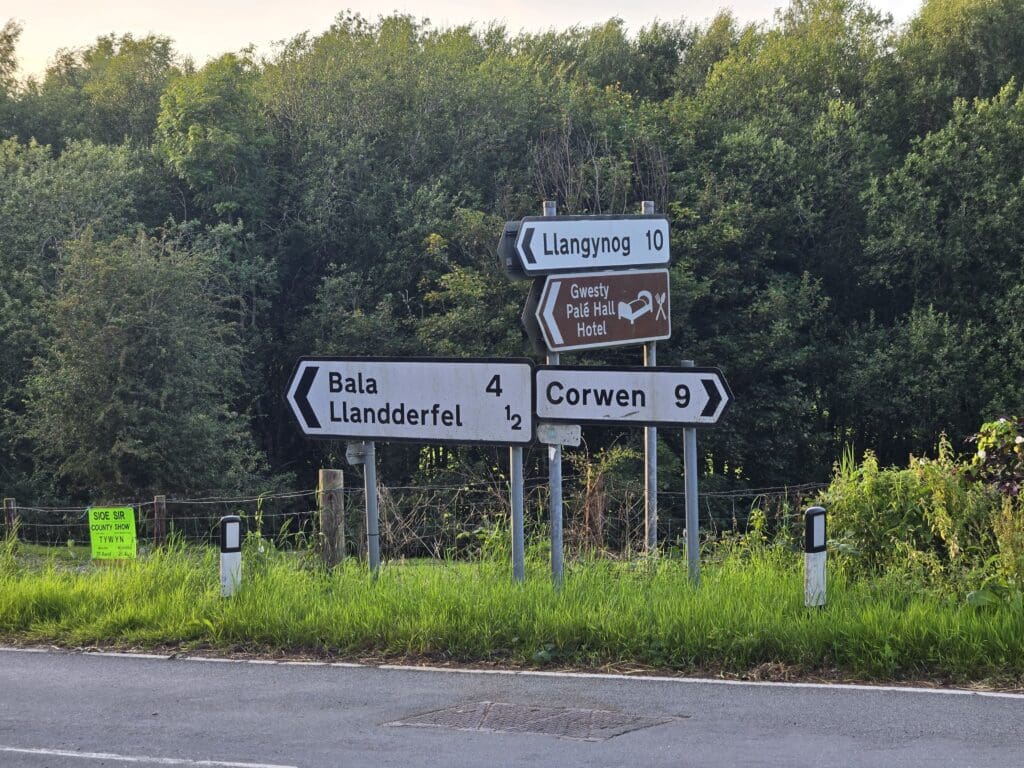 Llangynog 10
Gwesty
Palé Hall
Hotel
Bala 4
Llandderfel ½
Corwen 9
SIOE SIR
COUNTY SHOW
TYWYN